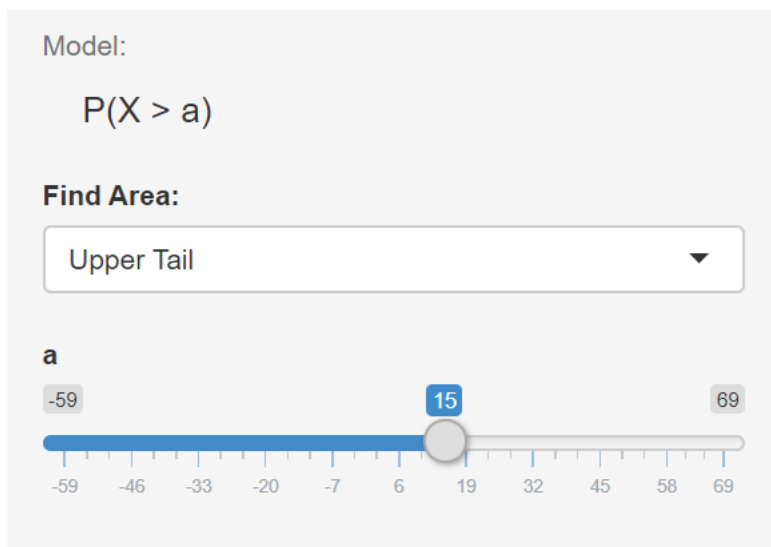 Model:
P(X > a)
Find Area:
Upper Tail
a
-59 15 69
-59 -46 -33 -20 -7 6 19 32 45 58 69